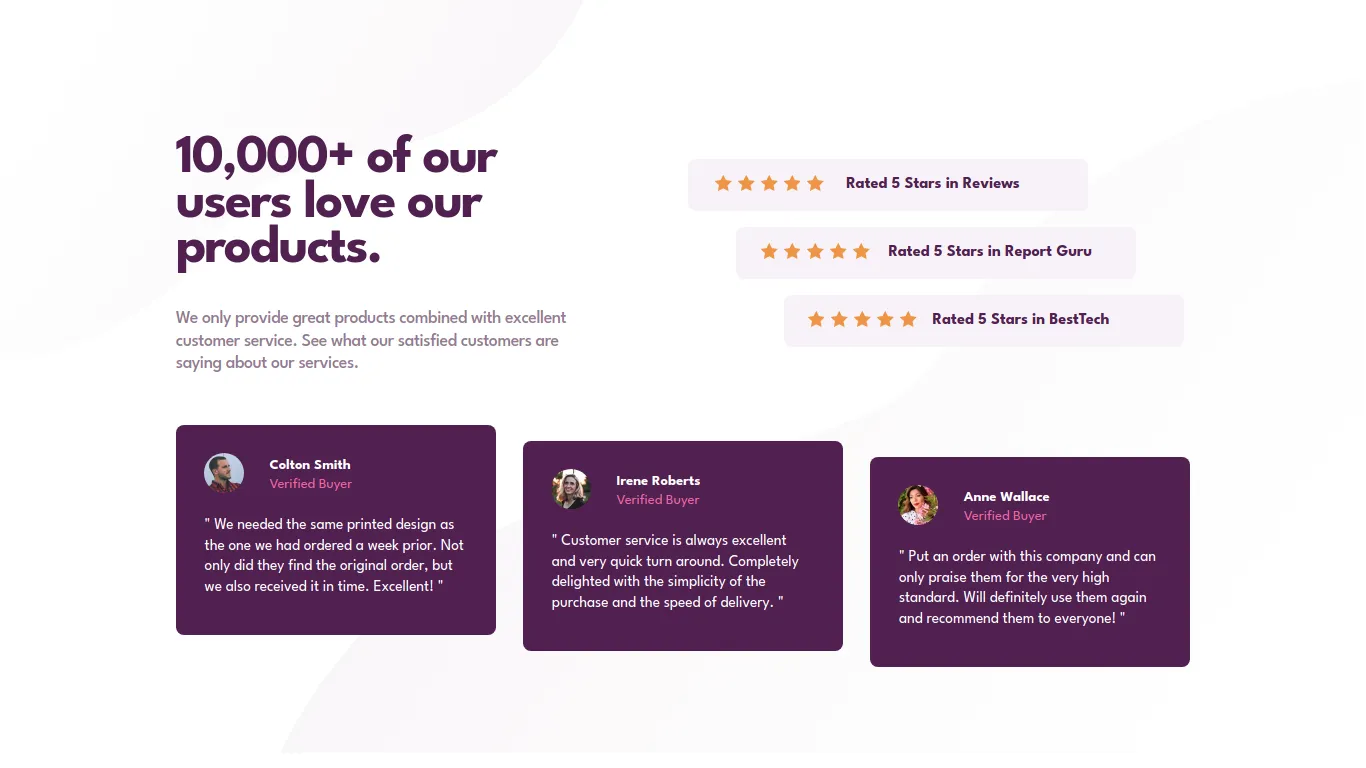 10,000+ of our
users love our
products.
We only provide great products combined with excellent
customer service. See what our satisfied customers are
saying about our services.
Rated 5 Stars in Reviews
Rated 5 Stars in Report Guru
Rated 5 Stars in BestTech
Colton Smith
Verified Buyer
" We needed the same printed design as
the one we had ordered a week prior. Not
only did they find the original order, but
we also received it in time. Excellent! "
Irene Roberts
Verified Buyer
" Customer service is always excellent
and very quick turn around. Completely
delighted with the simplicity of the
purchase and the speed of delivery. "
Anne Wallace
Verified Buyer
" Put an order with this company and can
only praise them for the very high
standard. Will definitely use them again
and recommend them to everyone! "